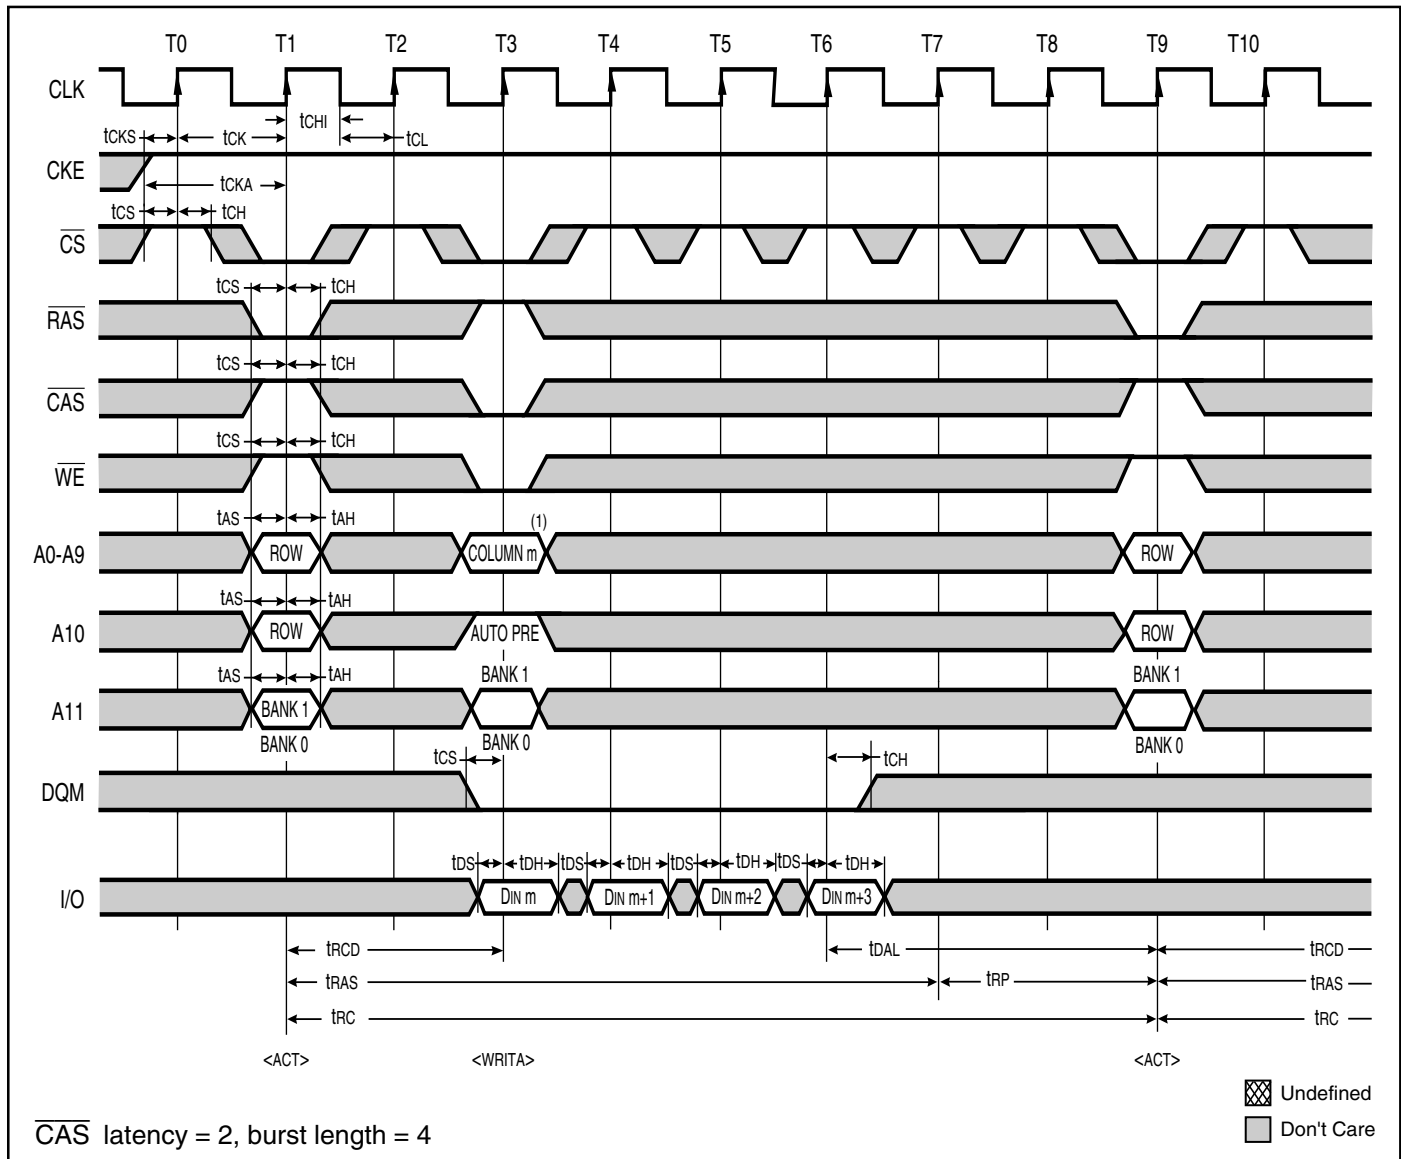 T0 T1 T2 T3 T4 T5 T6 T7 T8 T9 T10
CLK
tCHI
tCKS tCK tCL
CKE
tCKA
tCS tCH
CS
tCS tCH
RAS
tCS tCH
CAS
tCS tCH
WE
tAS tAH (1)
A0-A9 ROW COLUMN m ROW
tAS tAH
A10 ROW AUTO PRE ROW
tAS tAH BANK 1 BANK 1
A11 BANK 1
BANK 0 BANK 0 BANK 0
tCS tCH
DQM
tDS tDH tDS tDH tDS tDH tDS tDH
I/O DIN m DIN m+1 DIN m+2 DIN m+3
tRCD tDAL tRCD
tRAS tRP tRAS
tRC tRC
<ACT> <WRITA> <ACT>
Undefined
CAS latency = 2, burst length = 4 Don't Care